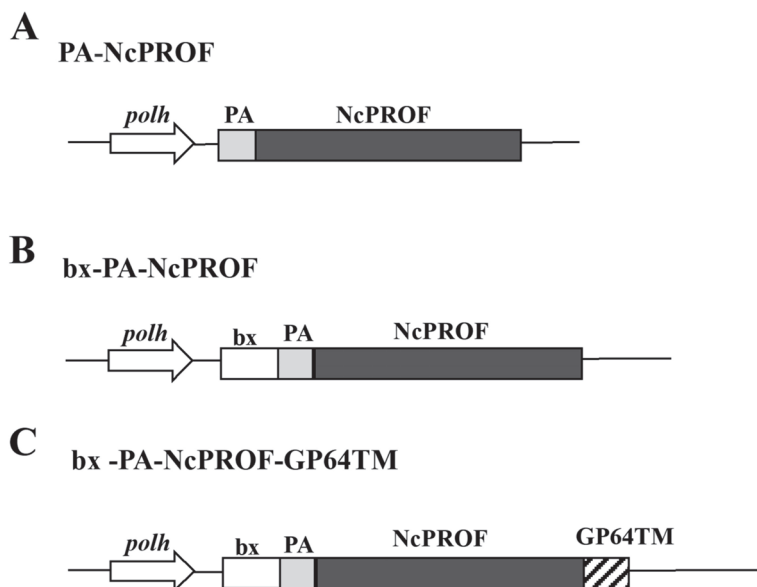 A
PA-NcPROF
polh PA NcPROF
B
bx-PA-NcPROF
polh bx PA NcPROF
C
bx -PA-NcPROF-GP64TM
polh bx PA NcPROF GP64TM